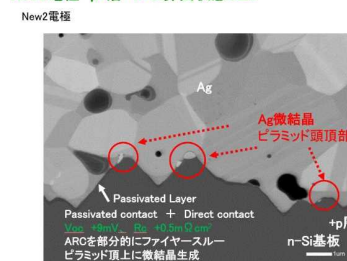 New2電極
Ag
Ag微結晶
ピラミッド頭頂部
Passivated Layer
Passivated contact ＋ Direct contact
Voc +9mV、 Rc +0.5mΩcm²
ARCを部分的にファイヤースルー
ピラミッド頂上に微結晶生成
+p
n-Si基板
1um